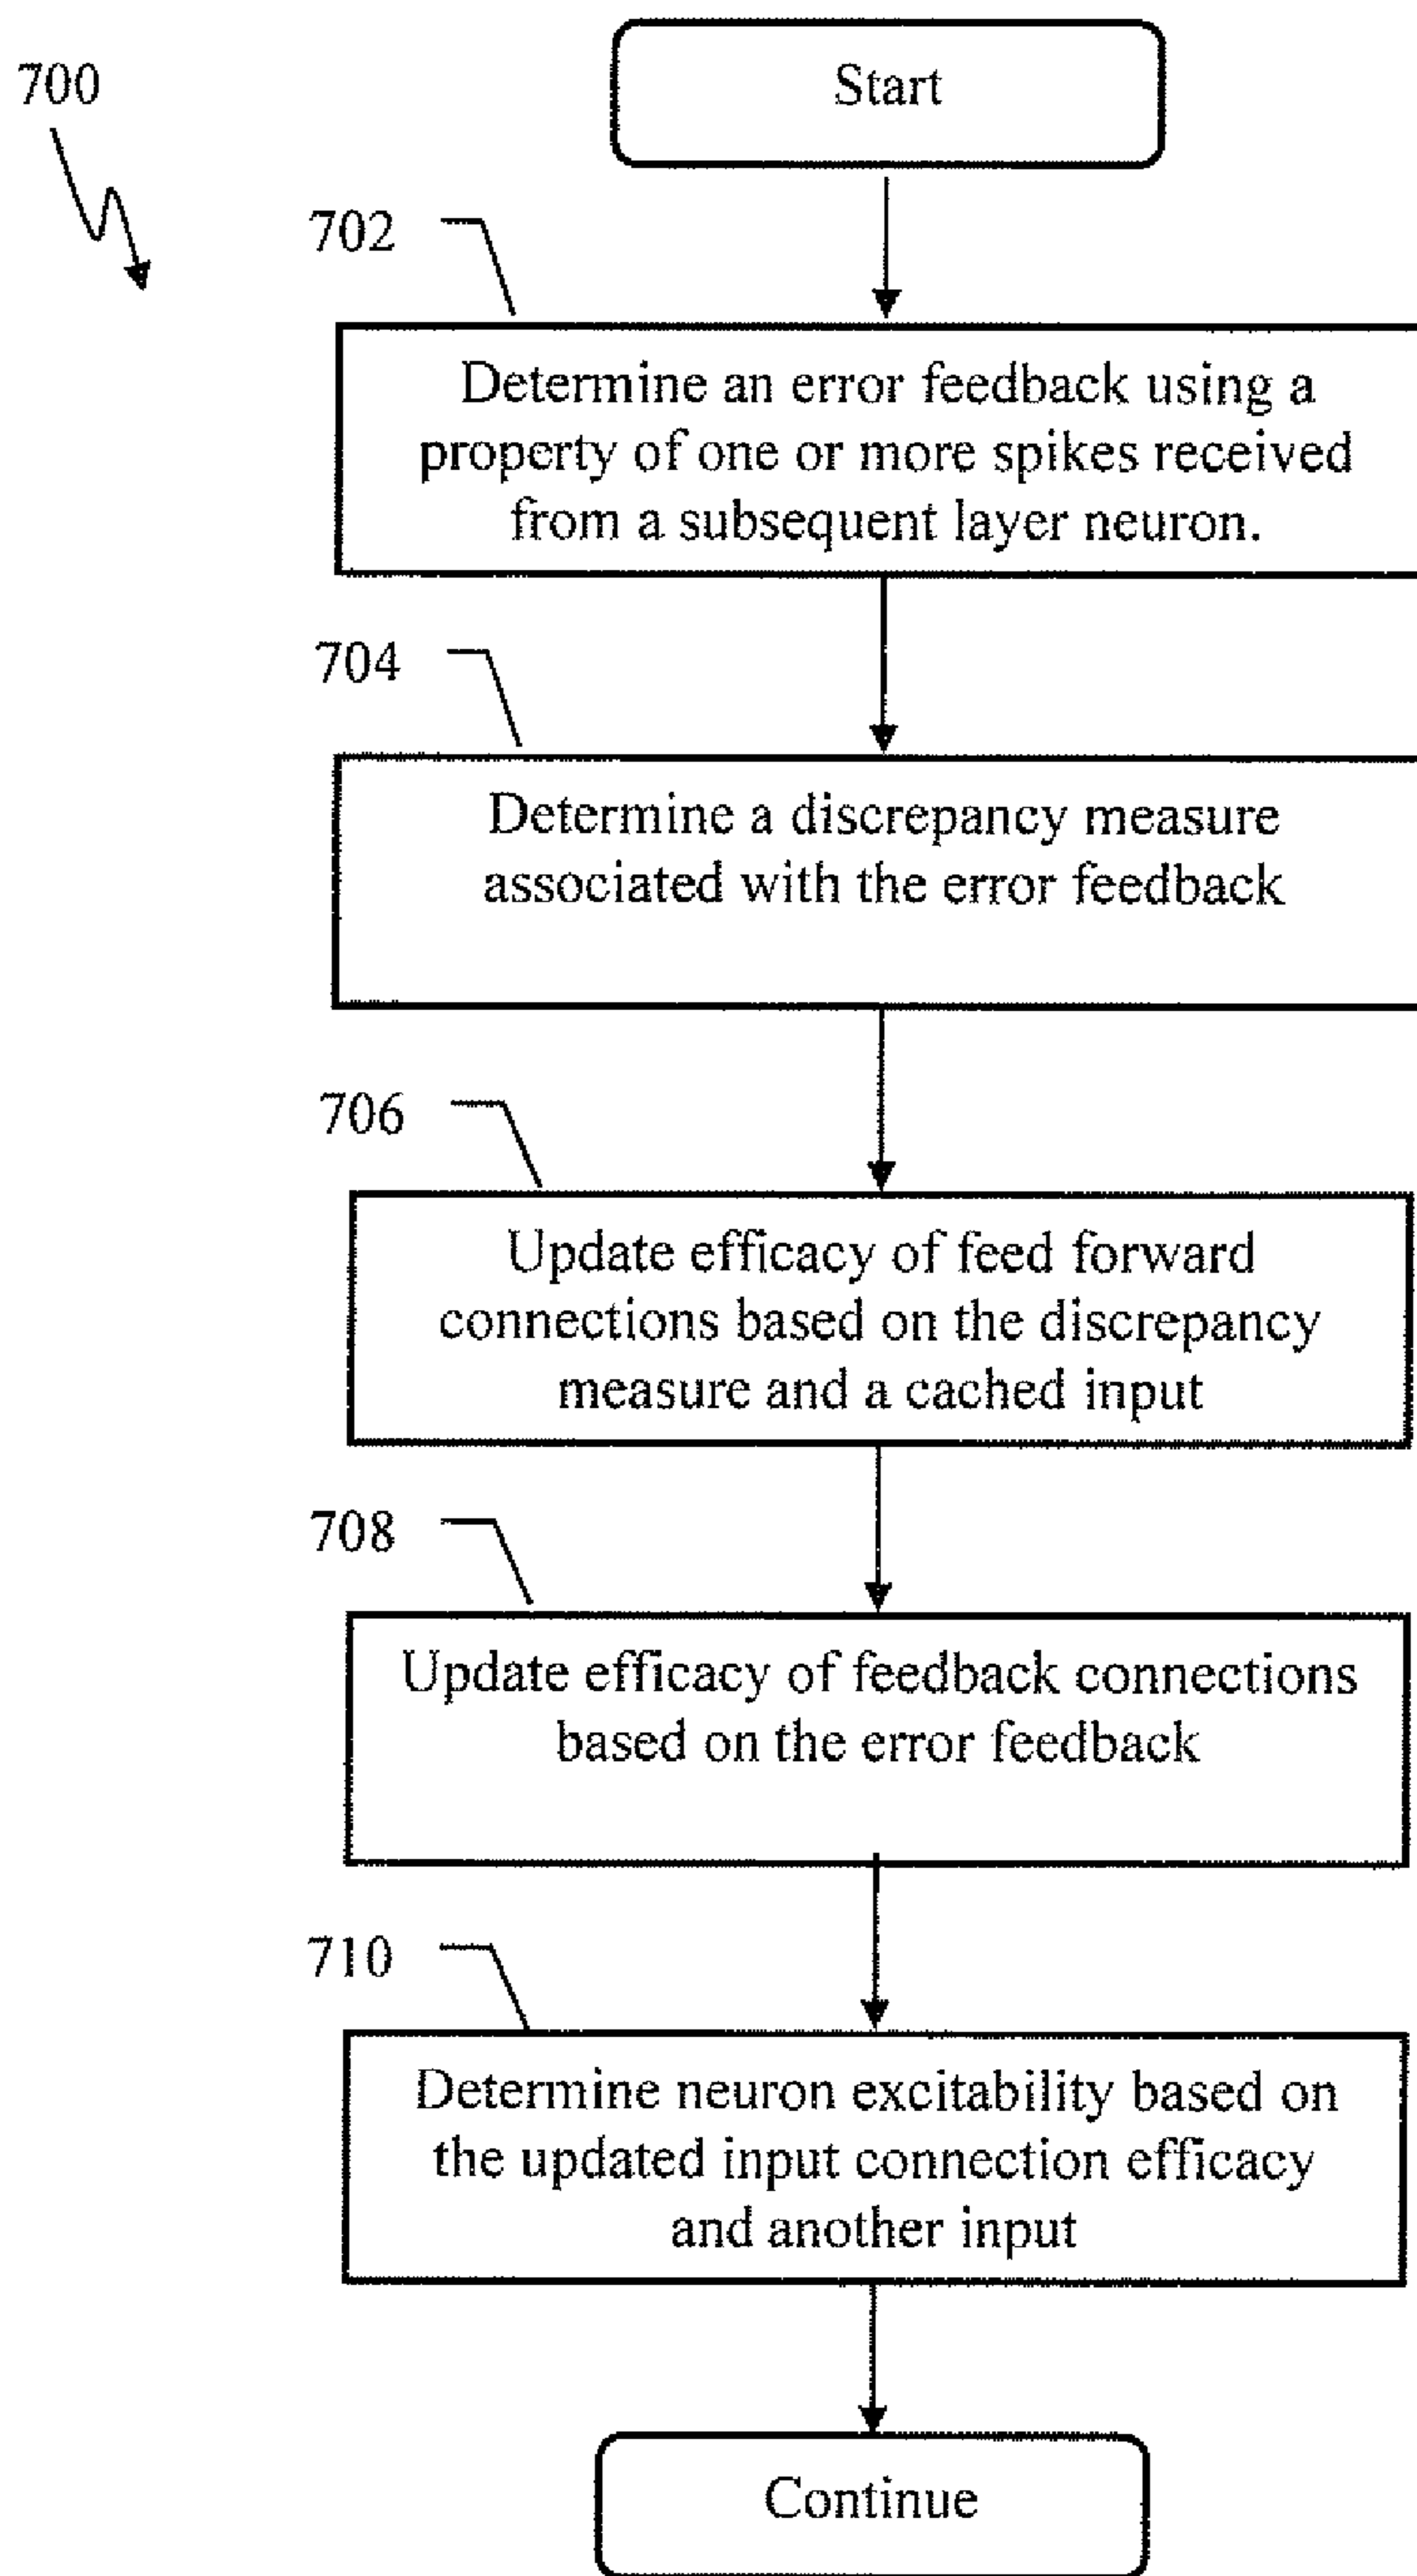 700
Start
702
Determine an error feedback using a
property of one or more spikes received
from a subsequent layer neuron.
704
Determine a discrepancy measure
associated with the error feedback
706
Update efficacy of feed forward
connections based on the discrepancy
measure and a cached input
708
Update efficacy of feedback connections
based on the error feedback
710
Determine neuron excitability based on
the updated input connection efficacy
and another input
Continue